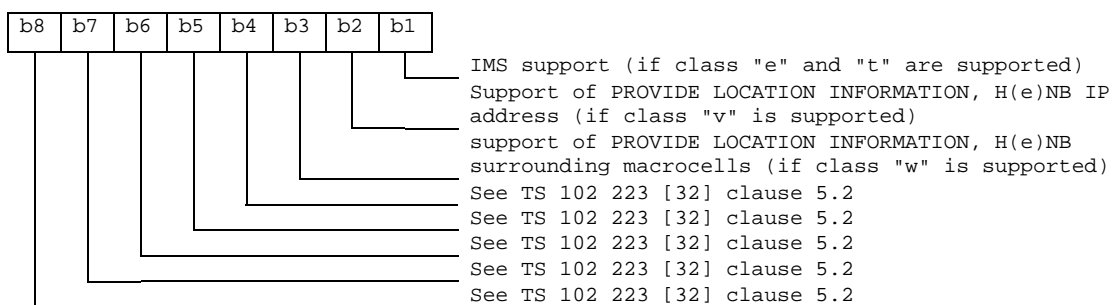 b8 b7 b6 b5 b4 b3 b2 b1
IMS support (if class "e" and "t" are supported)
Support of PROVIDE LOCATION INFORMATION, H(e)NB IP
address (if class "v" is supported)
support of PROVIDE LOCATION INFORMATION, H(e)NB
surrounding macrocells (if class "w" is supported)
See TS 102 223 [32] clause 5.2
See TS 102 223 [32] clause 5.2
See TS 102 223 [32] clause 5.2
See TS 102 223 [32] clause 5.2
See TS 102 223 [32] clause 5.2